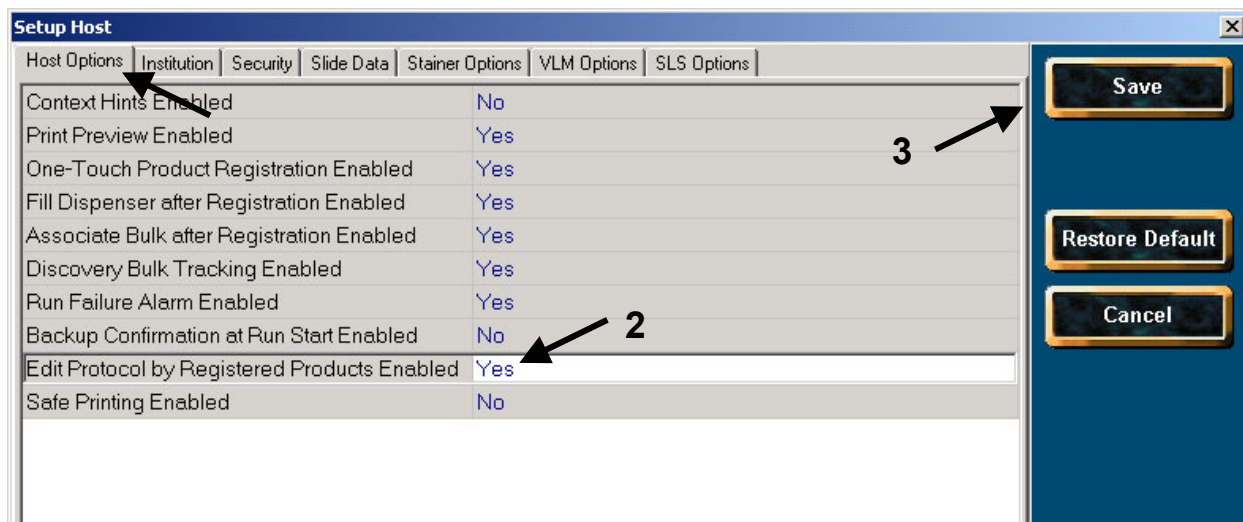 Setup Host
Host Options Institution Security Slide Data Stainer Options VLM Options SLS Options
Context Hints Enabled No
Print Preview Enabled Yes
One-Touch Product Registration Enabled Yes
Fill Dispenser after Registration Enabled Yes
Associate Bulk after Registration Enabled Yes
Discovery Bulk Tracking Enabled Yes
Run Failure Alarm Enabled Yes
Backup Confirmation at Run Start Enabled No
Edit Protocol by Registered Products Enabled Yes
Safe Printing Enabled No
2
3
Save
Restore Default
Cancel